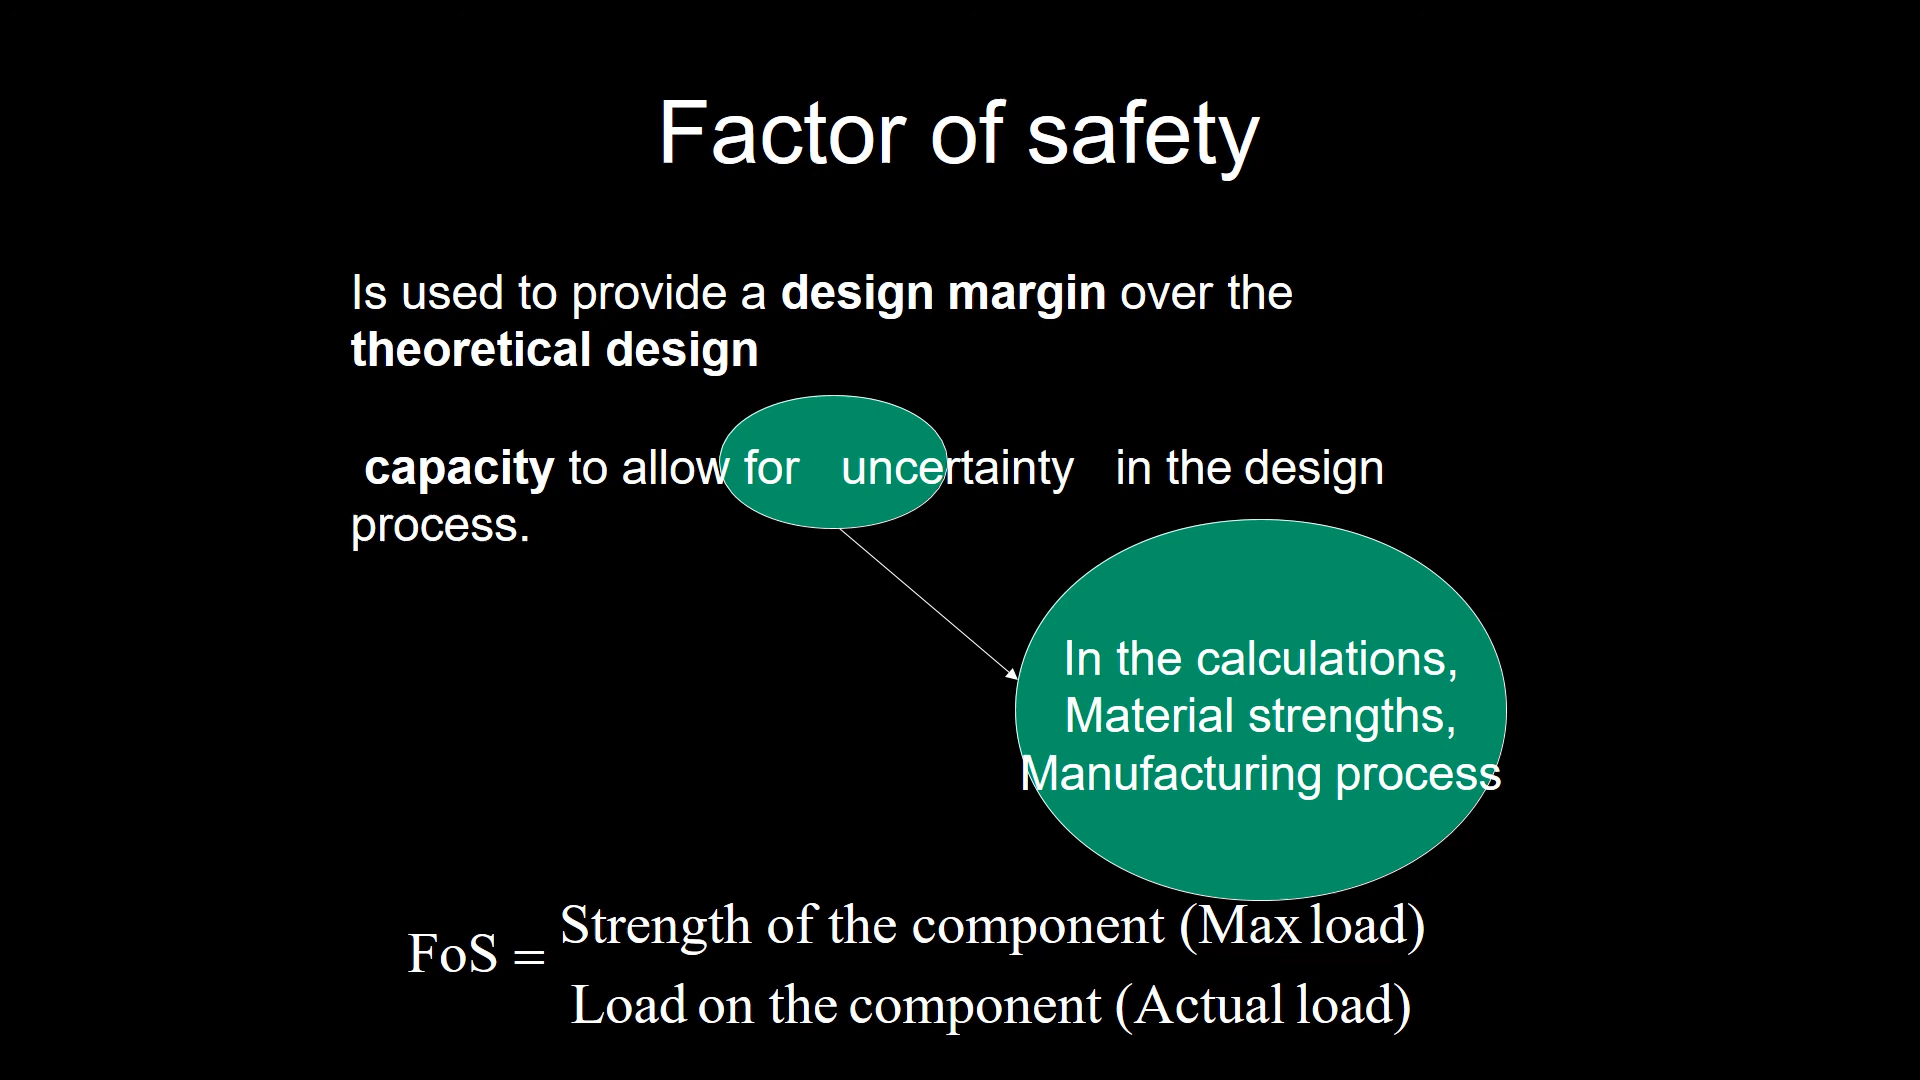 Factor of safety
Is used to provide a design margin over the
theoretical design
capacity to allow for uncertainty in the design
process.
In the calculations,
Material strengths,
Manufacturing process
FoS = Strength of the component (Max load)
Load on the component (Actual load)